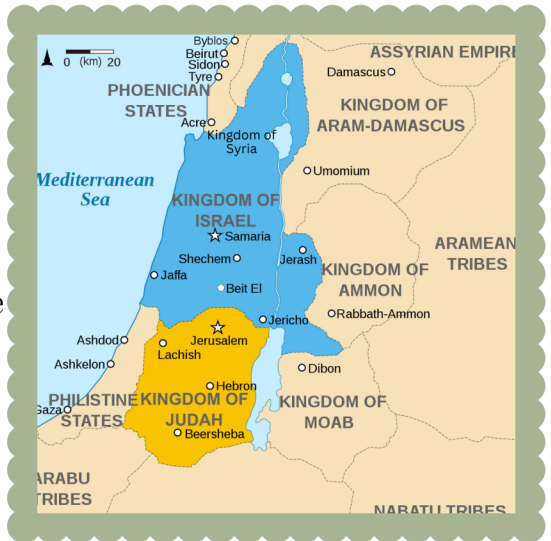 Byblos
Beirut
Sidon
Tyre
0 (km) 20
ASSYRIAN EMPIRE
Damascus
PHOENICIAN
STATES
KINGDOM OF
ARAM-DAMASCUS
Acre
Kingdom of
Syria
Umomium
Mediterranean
Sea
KINGDOM OF
ISRAEL
Samaria
Shechem
Jerash
ARAMEAN
TRIBES
KINGDOM OF
AMMON
Jaffa
Beit El
Rabbath-Ammon
Jericho
Ashdod
Jerusalem
Lachish
Ashkelon
Dibon
Hebron
Gaza
PHILISTINE
STATES
KINGDOM OF
JUDAH
KINGDOM OF
MOAB
Beersheba
ARABU
TRIBES
NABATU TRIBES
e